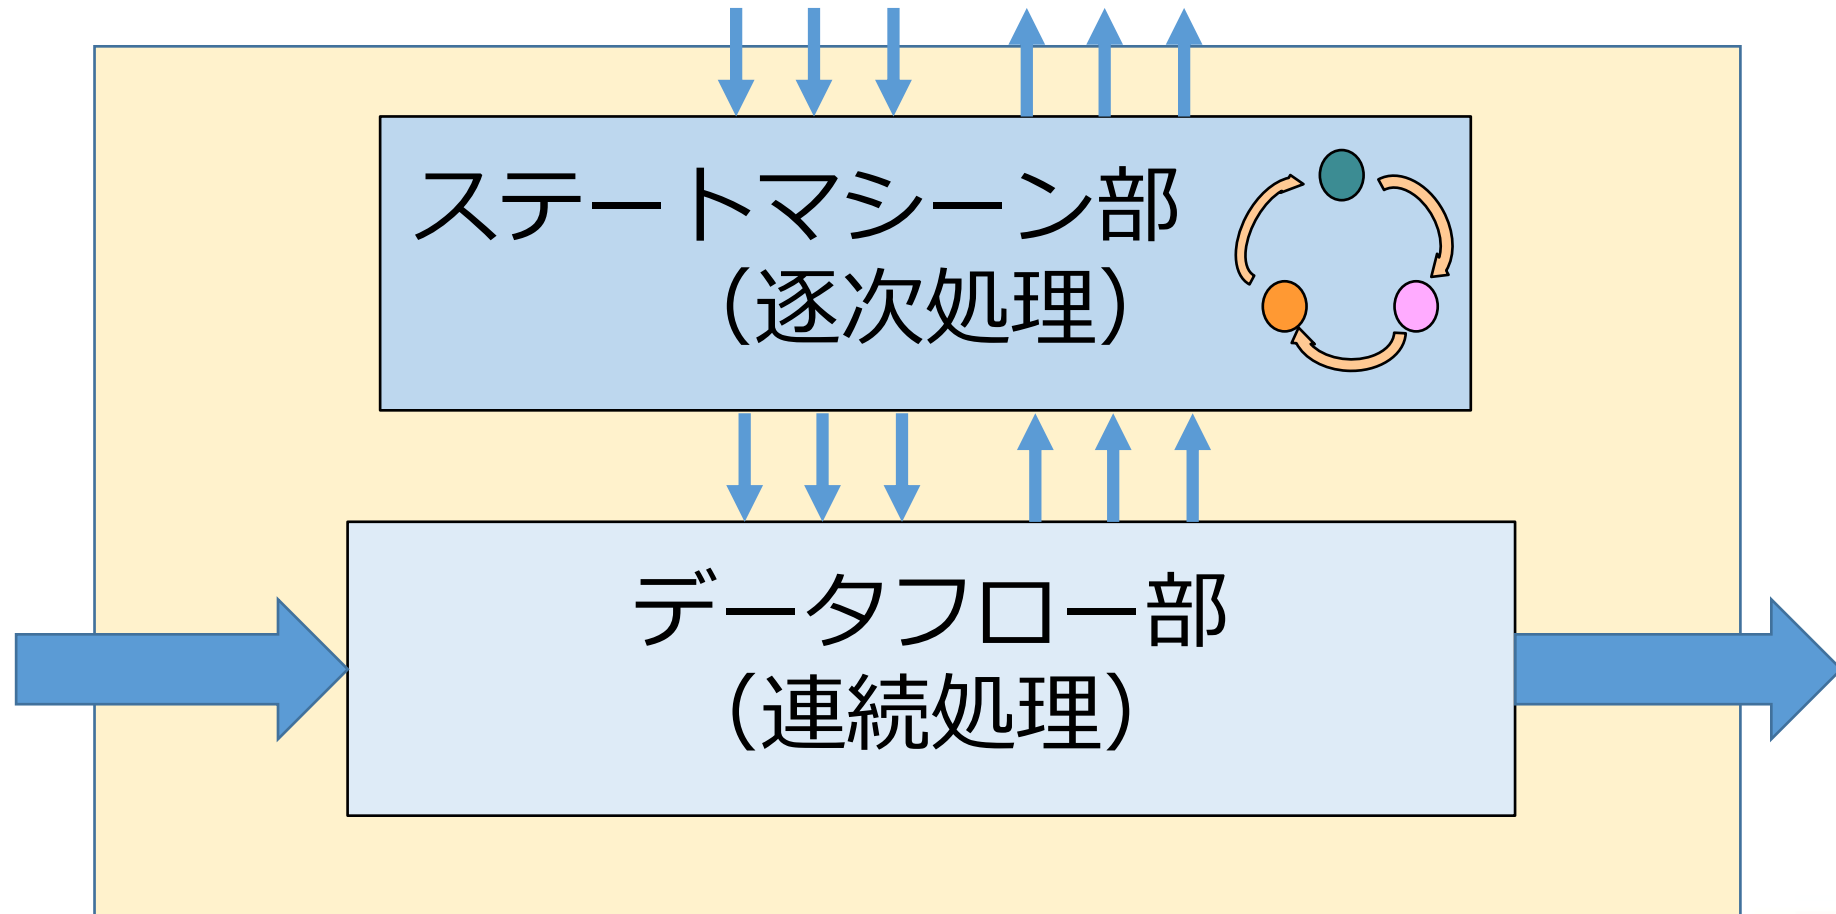 ステートマシーン部
（逐次処理）
データフロー部
（連続処理）